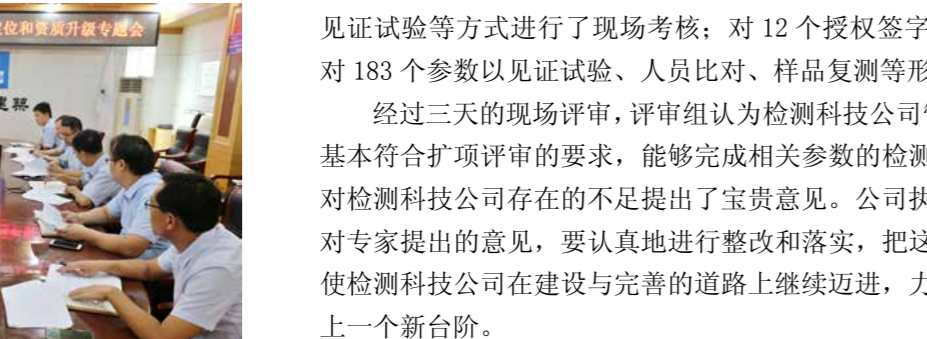 位和资质升级专题会
见证试验等方式进行了现场考核；对 12 个授权签字
对 183 个参数以见证试验、人员比对、样品复测等形
经过三天的现场评审，评审组认为检测科技公司
基本符合扩项评审的要求，能够完成相关参数的检测
对检测科技公司存在的不足提出了宝贵意见。公司执
对专家提出的意见，要认真地进行整改和落实，把这
使检测科技公司在建设与完善的道路上继续迈进，力
上一个新台阶。